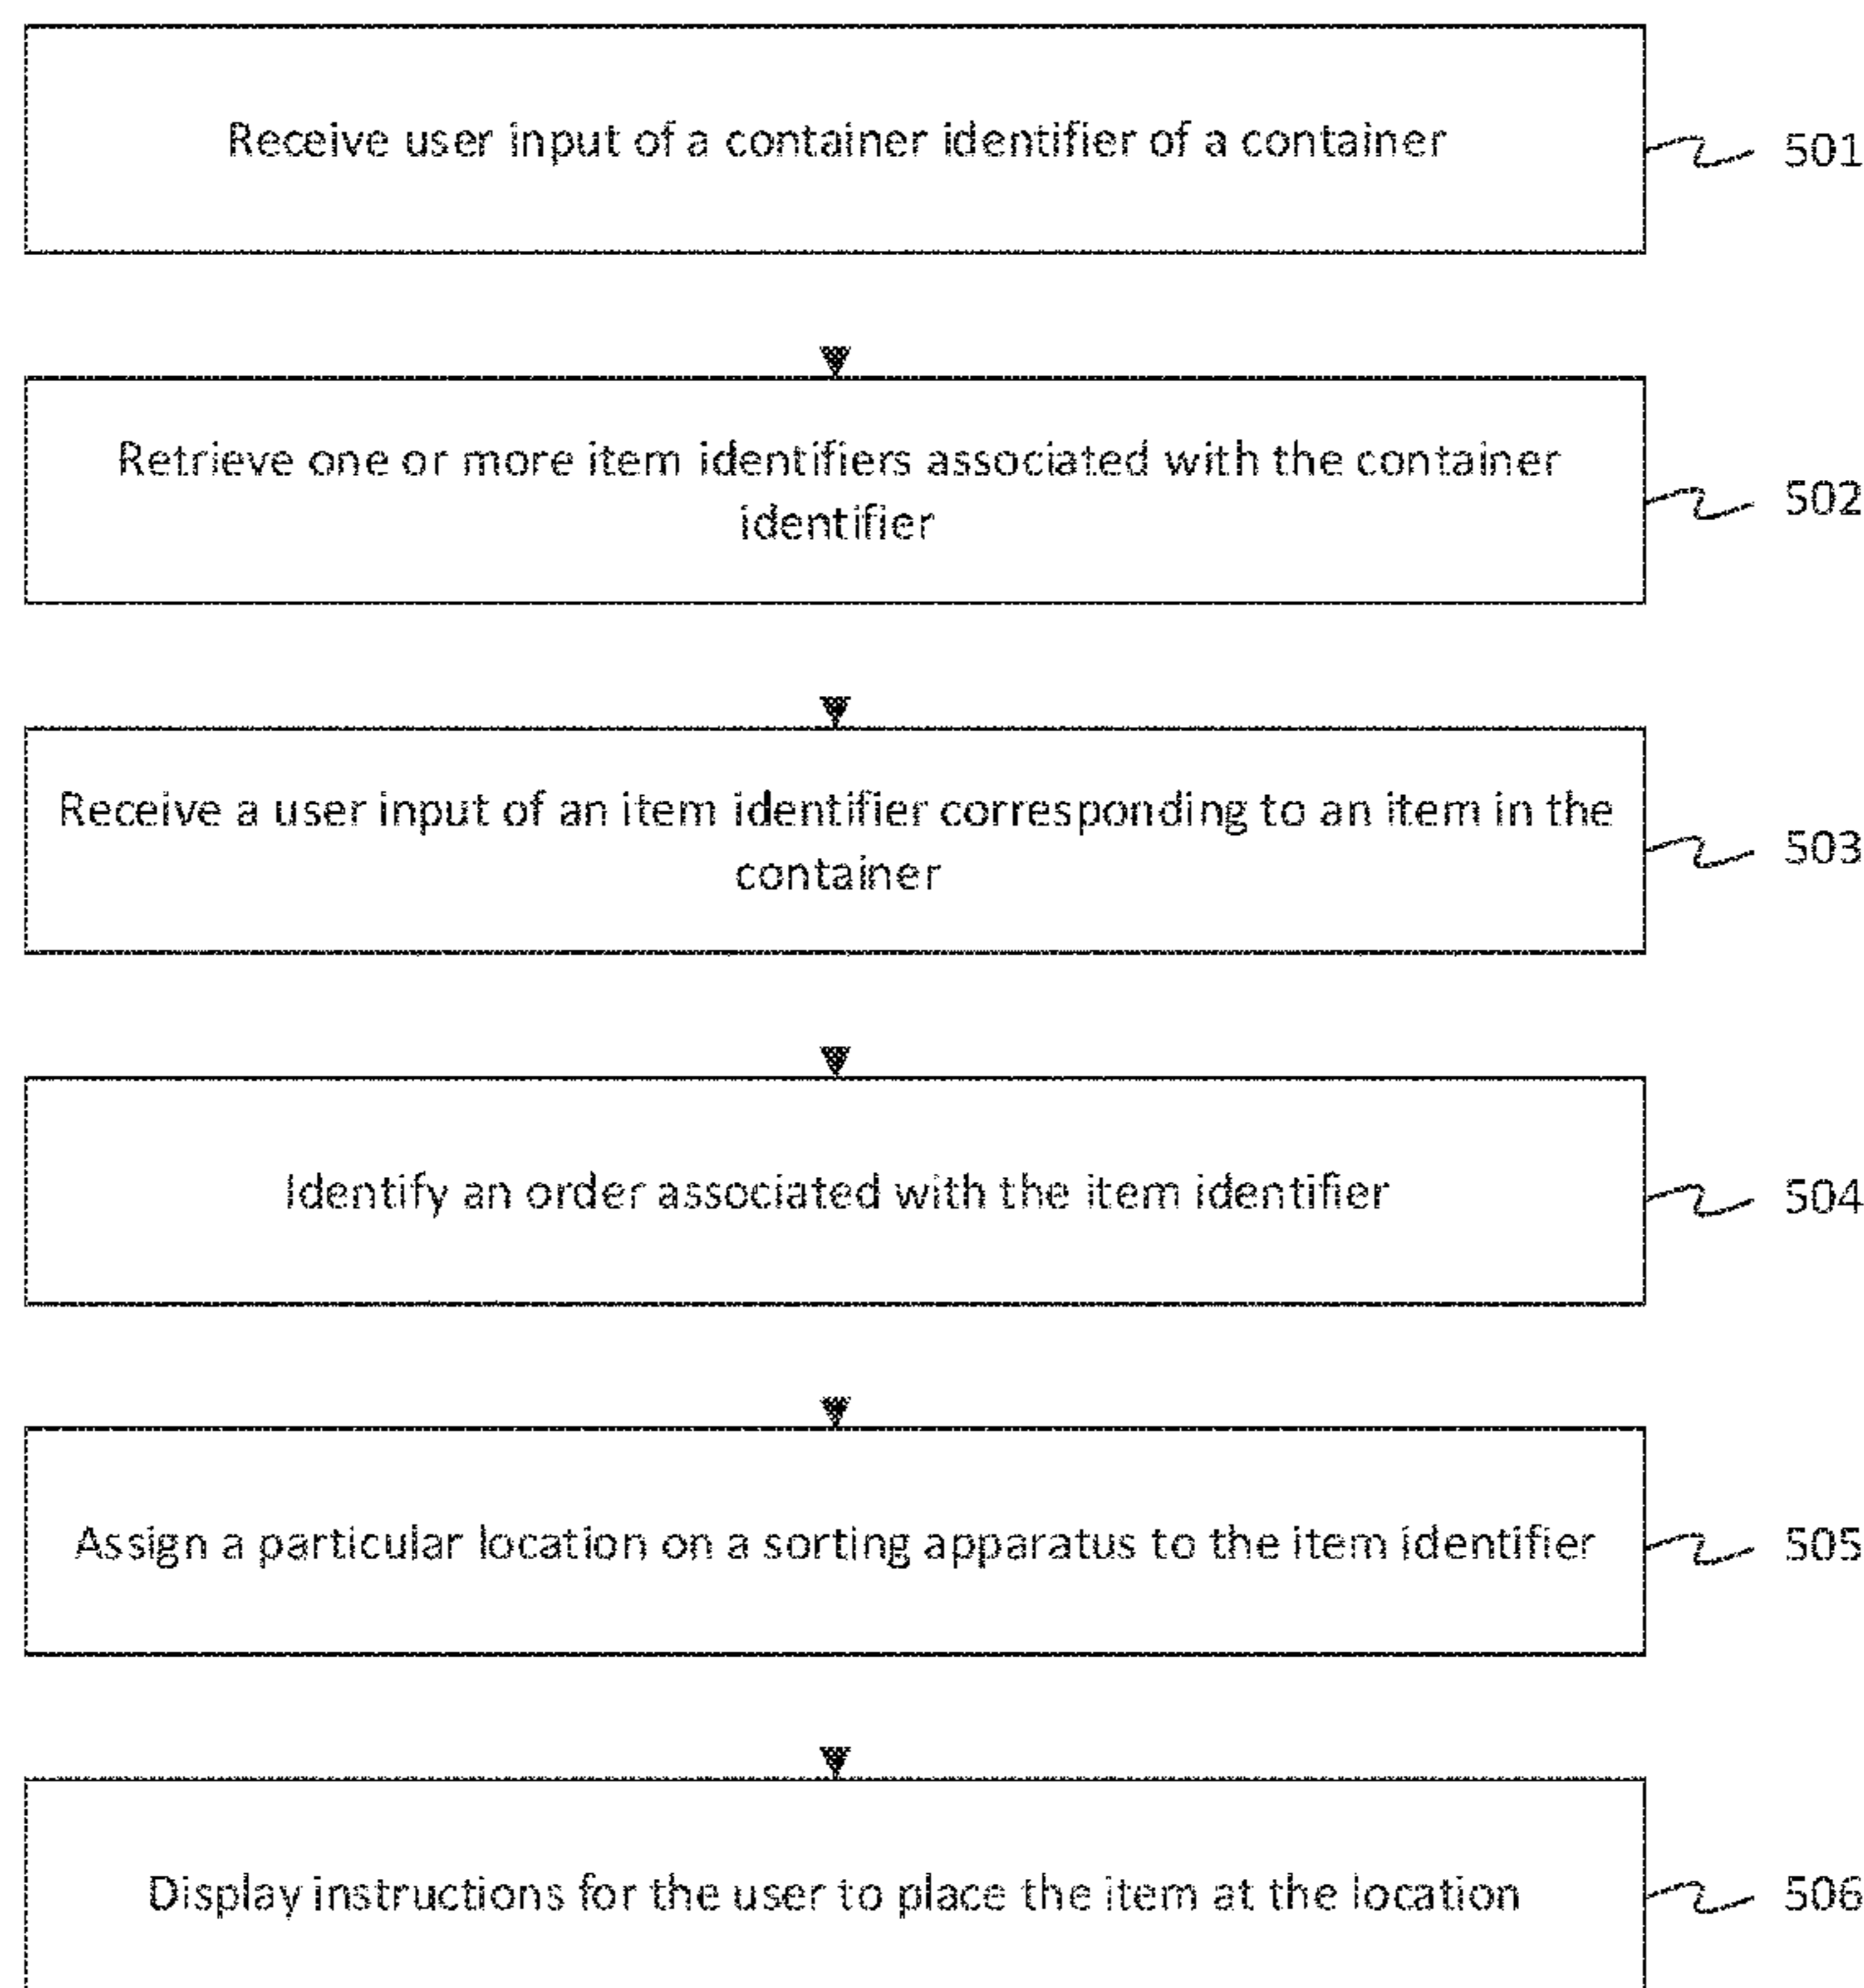 Receive user input of a container identifier of a container
501
Retrieve one or more item identifiers associated with the container
identifier
502
Receive a user input of an item identifier corresponding to an item in the
container
503
Identify an order associated with the item identifier
504
Assign a particular location on a sorting apparatus to the item identifier
505
Display instructions for the user to place the item at the location
506